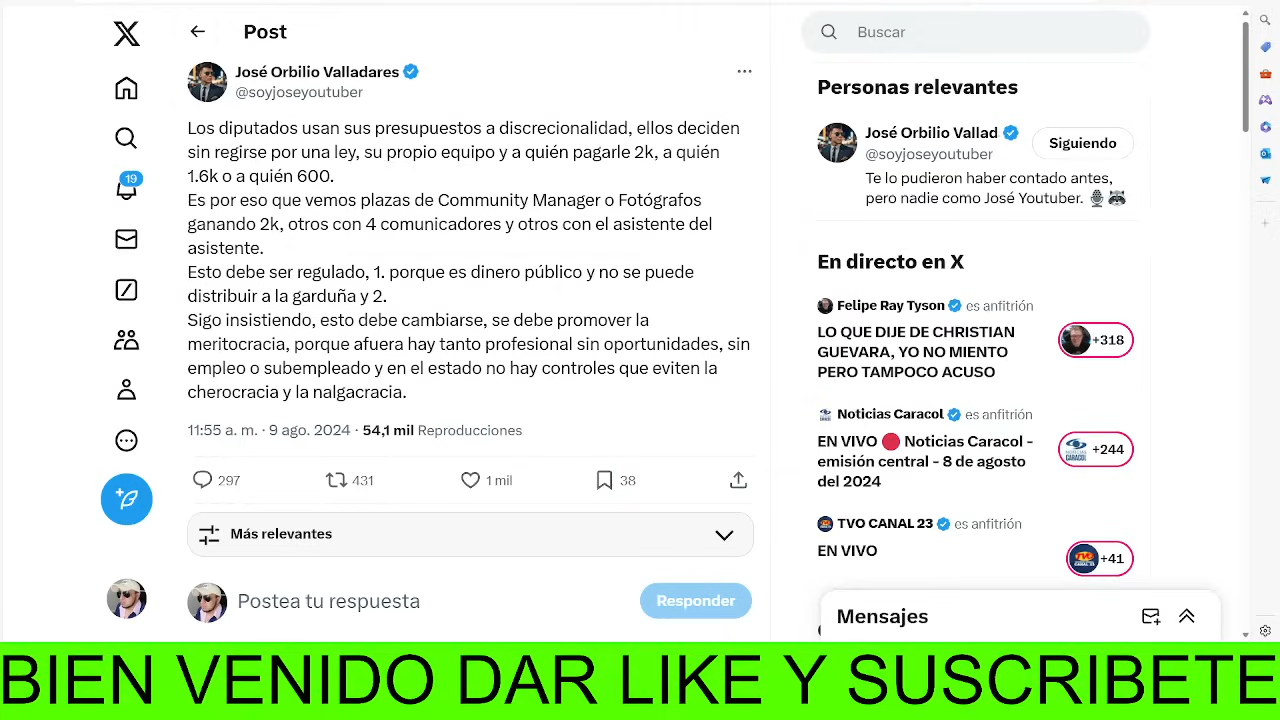 Post
José Orbilio Valladares
@soyjoseyoutuber
Los diputados usan sus presupuestos a discrecionalidad, ellos deciden
sin regirse por una ley, su propio equipo y a quién pagarle 2k, a quién
1.6k o a quién 600.
Es por eso que vemos plazas de Community Manager o Fotógrafos
ganando 2k, otros con 4 comunicadores y otros con el asistente del
asistente.
Esto debe ser regulado, 1. porque es dinero público y no se puede
distribuir a la garduña y 2.
Sigo insistiendo, esto debe cambiarse, se debe promover la
meritocracia, porque afuera hay tanto profesional sin oportunidades, sin
empleo o subempleado y en el estado no hay controles que eviten la
cherocracia y la nalgacracia.
11:55 a. m. · 9 ago. 2024 · 54,1 mil Reproducciones
297 431 1 mil 38
Más relevantes
Postea tu respuesta
Responder
19
Buscar
Personas relevantes
José Orbilio Vallad
@soyjoseyoutuber
Siguiendo
Te lo pudieron haber contado antes,
pero nadie como José Youtuber.
En directo en X
Felipe Ray Tyson es anfitrión
LO QUE DIJE DE CHRISTIAN
GUEVARA, YO NO MIENTO
PERO TAMPOCO ACUSO
+318
Noticias Caracol es anfitrión
EN VIVO 🔴 Noticias Caracol -
emisión central - 8 de agosto
del 2024
NOTICIAS
CARACOL
+244
TVO CANAL 23 es anfitrión
EN VIVO
TVO
+41
Mensajes
BIEN VENIDO DAR LIKE Y SUSCRIBETE